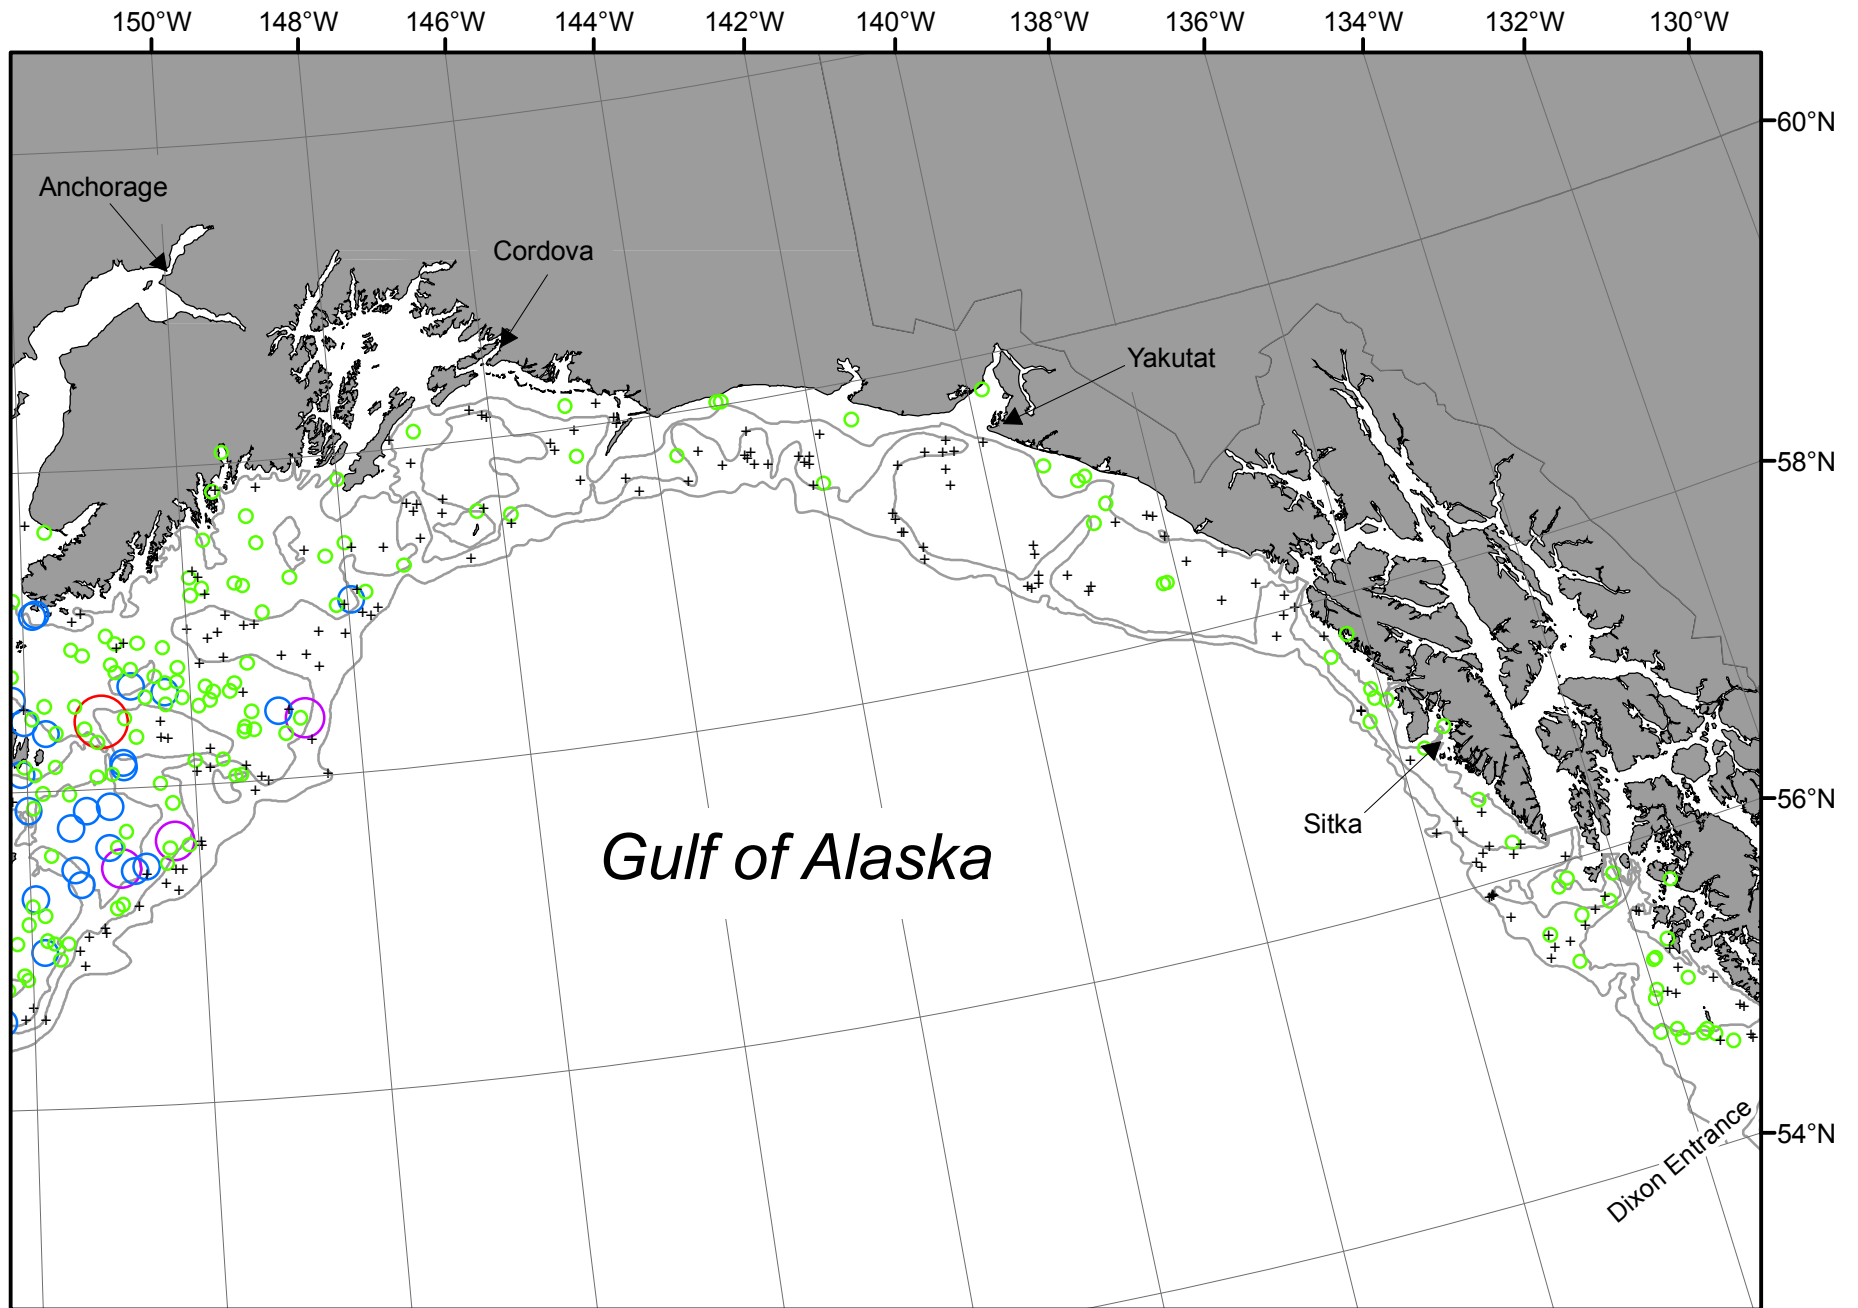 150°W 148°W 146°W 144°W 142°W 140°W 138°W 136°W 134°W 132°W 130°W
60°N
Anchorage
Cordova
Yakutat
58°N
56°N
Sitka
Gulf of Alaska
54°N
Dixon Entrance